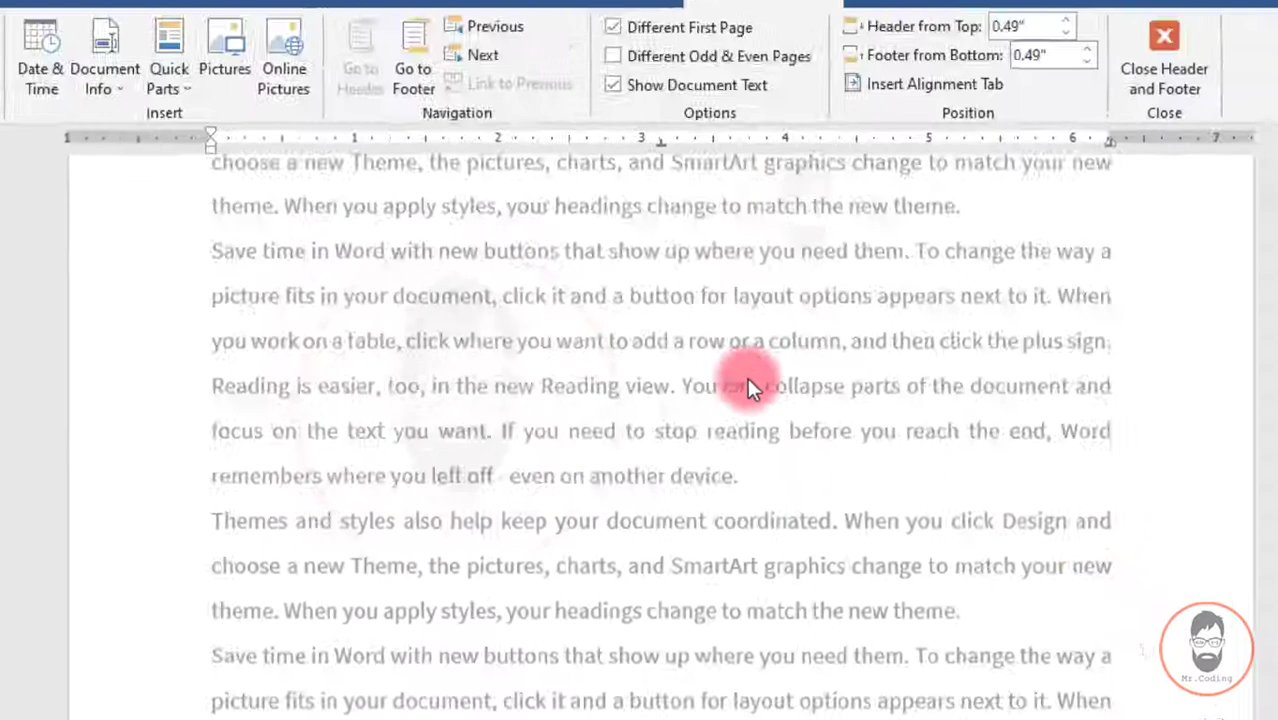 Previous
Different First Page
Header from Top: 0.49"
Next
Different Odd & Even Pages
Footer from Bottom: 0.49"
Date & Time
Document Info
Quick Parts
Pictures
Online Pictures
Go to Header
Go to Footer
Link to Previous
Show Document Text
Insert Alignment Tab
Close Header and Footer
Insert
Navigation
Options
Position
Close
1 1 2 3 4 5 6 7
choose a new Theme, the pictures, charts, and SmartArt graphics change to match your new
theme. When you apply styles, your headings change to match the new theme.
Save time in Word with new buttons that show up where you need them. To change the way a
picture fits in your document, click it and a button for layout options appears next to it. When
you work on a table, click where you want to add a row or a column, and then click the plus sign.
Reading is easier, too, in the new Reading view. You can collapse parts of the document and
focus on the text you want. If you need to stop reading before you reach the end, Word
remembers where you left off - even on another device.
Themes and styles also help keep your document coordinated. When you click Design and
choose a new Theme, the pictures, charts, and SmartArt graphics change to match your new
theme. When you apply styles, your headings change to match the new theme.
Save time in Word with new buttons that show up where you need them. To change the way a
picture fits in your document, click it and a button for layout options appears next to it. When
Mr.Coding